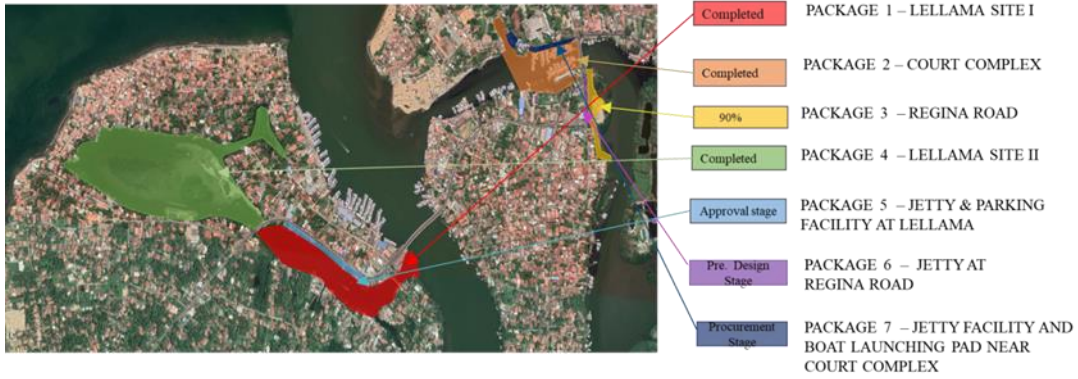 Completed
PACKAGE 1 – LELLAMA SITE I
Completed
PACKAGE 2 – COURT COMPLEX
90%
PACKAGE 3 – REGINA ROAD
Completed
PACKAGE 4 – LELLAMA SITE II
Approval stage
PACKAGE 5 – JETTY & PARKING
FACILITY AT LELLAMA
Pre. Design
Stage
PACKAGE 6 – JETTY AT
REGINA ROAD
Procurement
Stage
PACKAGE 7 – JETTY FACILITY AND
BOAT LAUNCHING PAD NEAR
COURT COMPLEX